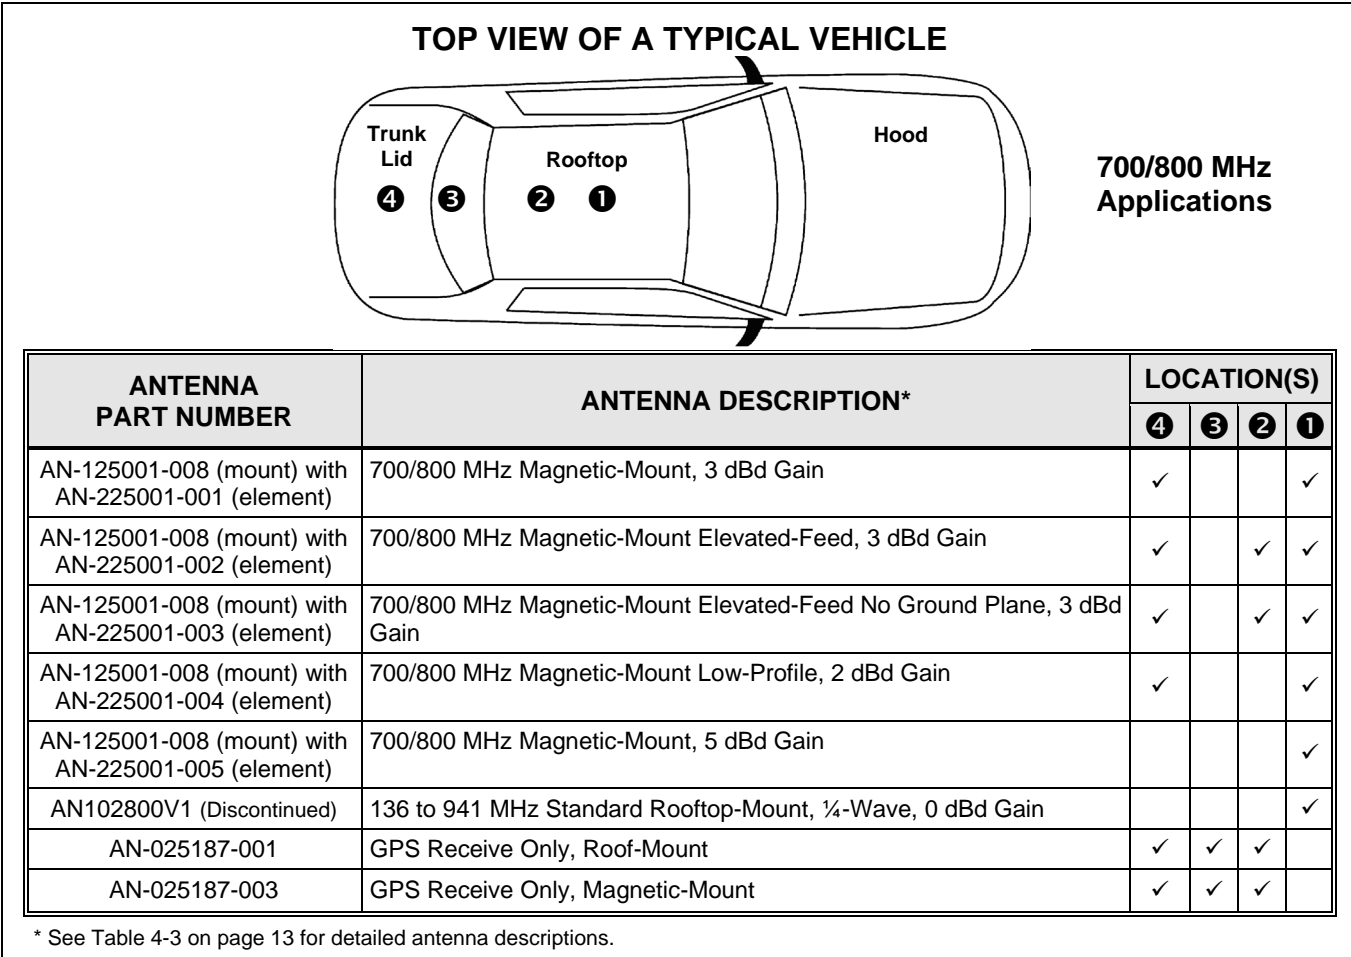 TOP VIEW OF A TYPICAL VEHICLE
Trunk
Lid
Rooftop
Hood
❹ ❸ ❷ ❶
700/800 MHz
Applications
ANTENNA
PART NUMBER
ANTENNA DESCRIPTION*
LOCATION(S)
❹ ❸ ❷ ❶
AN-125001-008 (mount) with
AN-225001-001 (element)
700/800 MHz Magnetic-Mount, 3 dBd Gain
✓ ✓
AN-125001-008 (mount) with
AN-225001-002 (element)
700/800 MHz Magnetic-Mount Elevated-Feed, 3 dBd Gain
✓ ✓ ✓
AN-125001-008 (mount) with
AN-225001-003 (element)
700/800 MHz Magnetic-Mount Elevated-Feed No Ground Plane, 3 dBd
Gain
✓ ✓ ✓
AN-125001-008 (mount) with
AN-225001-004 (element)
700/800 MHz Magnetic-Mount Low-Profile, 2 dBd Gain
✓ ✓
AN-125001-008 (mount) with
AN-225001-005 (element)
700/800 MHz Magnetic-Mount, 5 dBd Gain
✓
AN102800V1 (Discontinued)
136 to 941 MHz Standard Rooftop-Mount, ¼-Wave, 0 dBd Gain
✓
AN-025187-001
GPS Receive Only, Roof-Mount
✓ ✓ ✓
AN-025187-003
GPS Receive Only, Magnetic-Mount
✓ ✓ ✓
* See Table 4-3 on page 13 for detailed antenna descriptions.